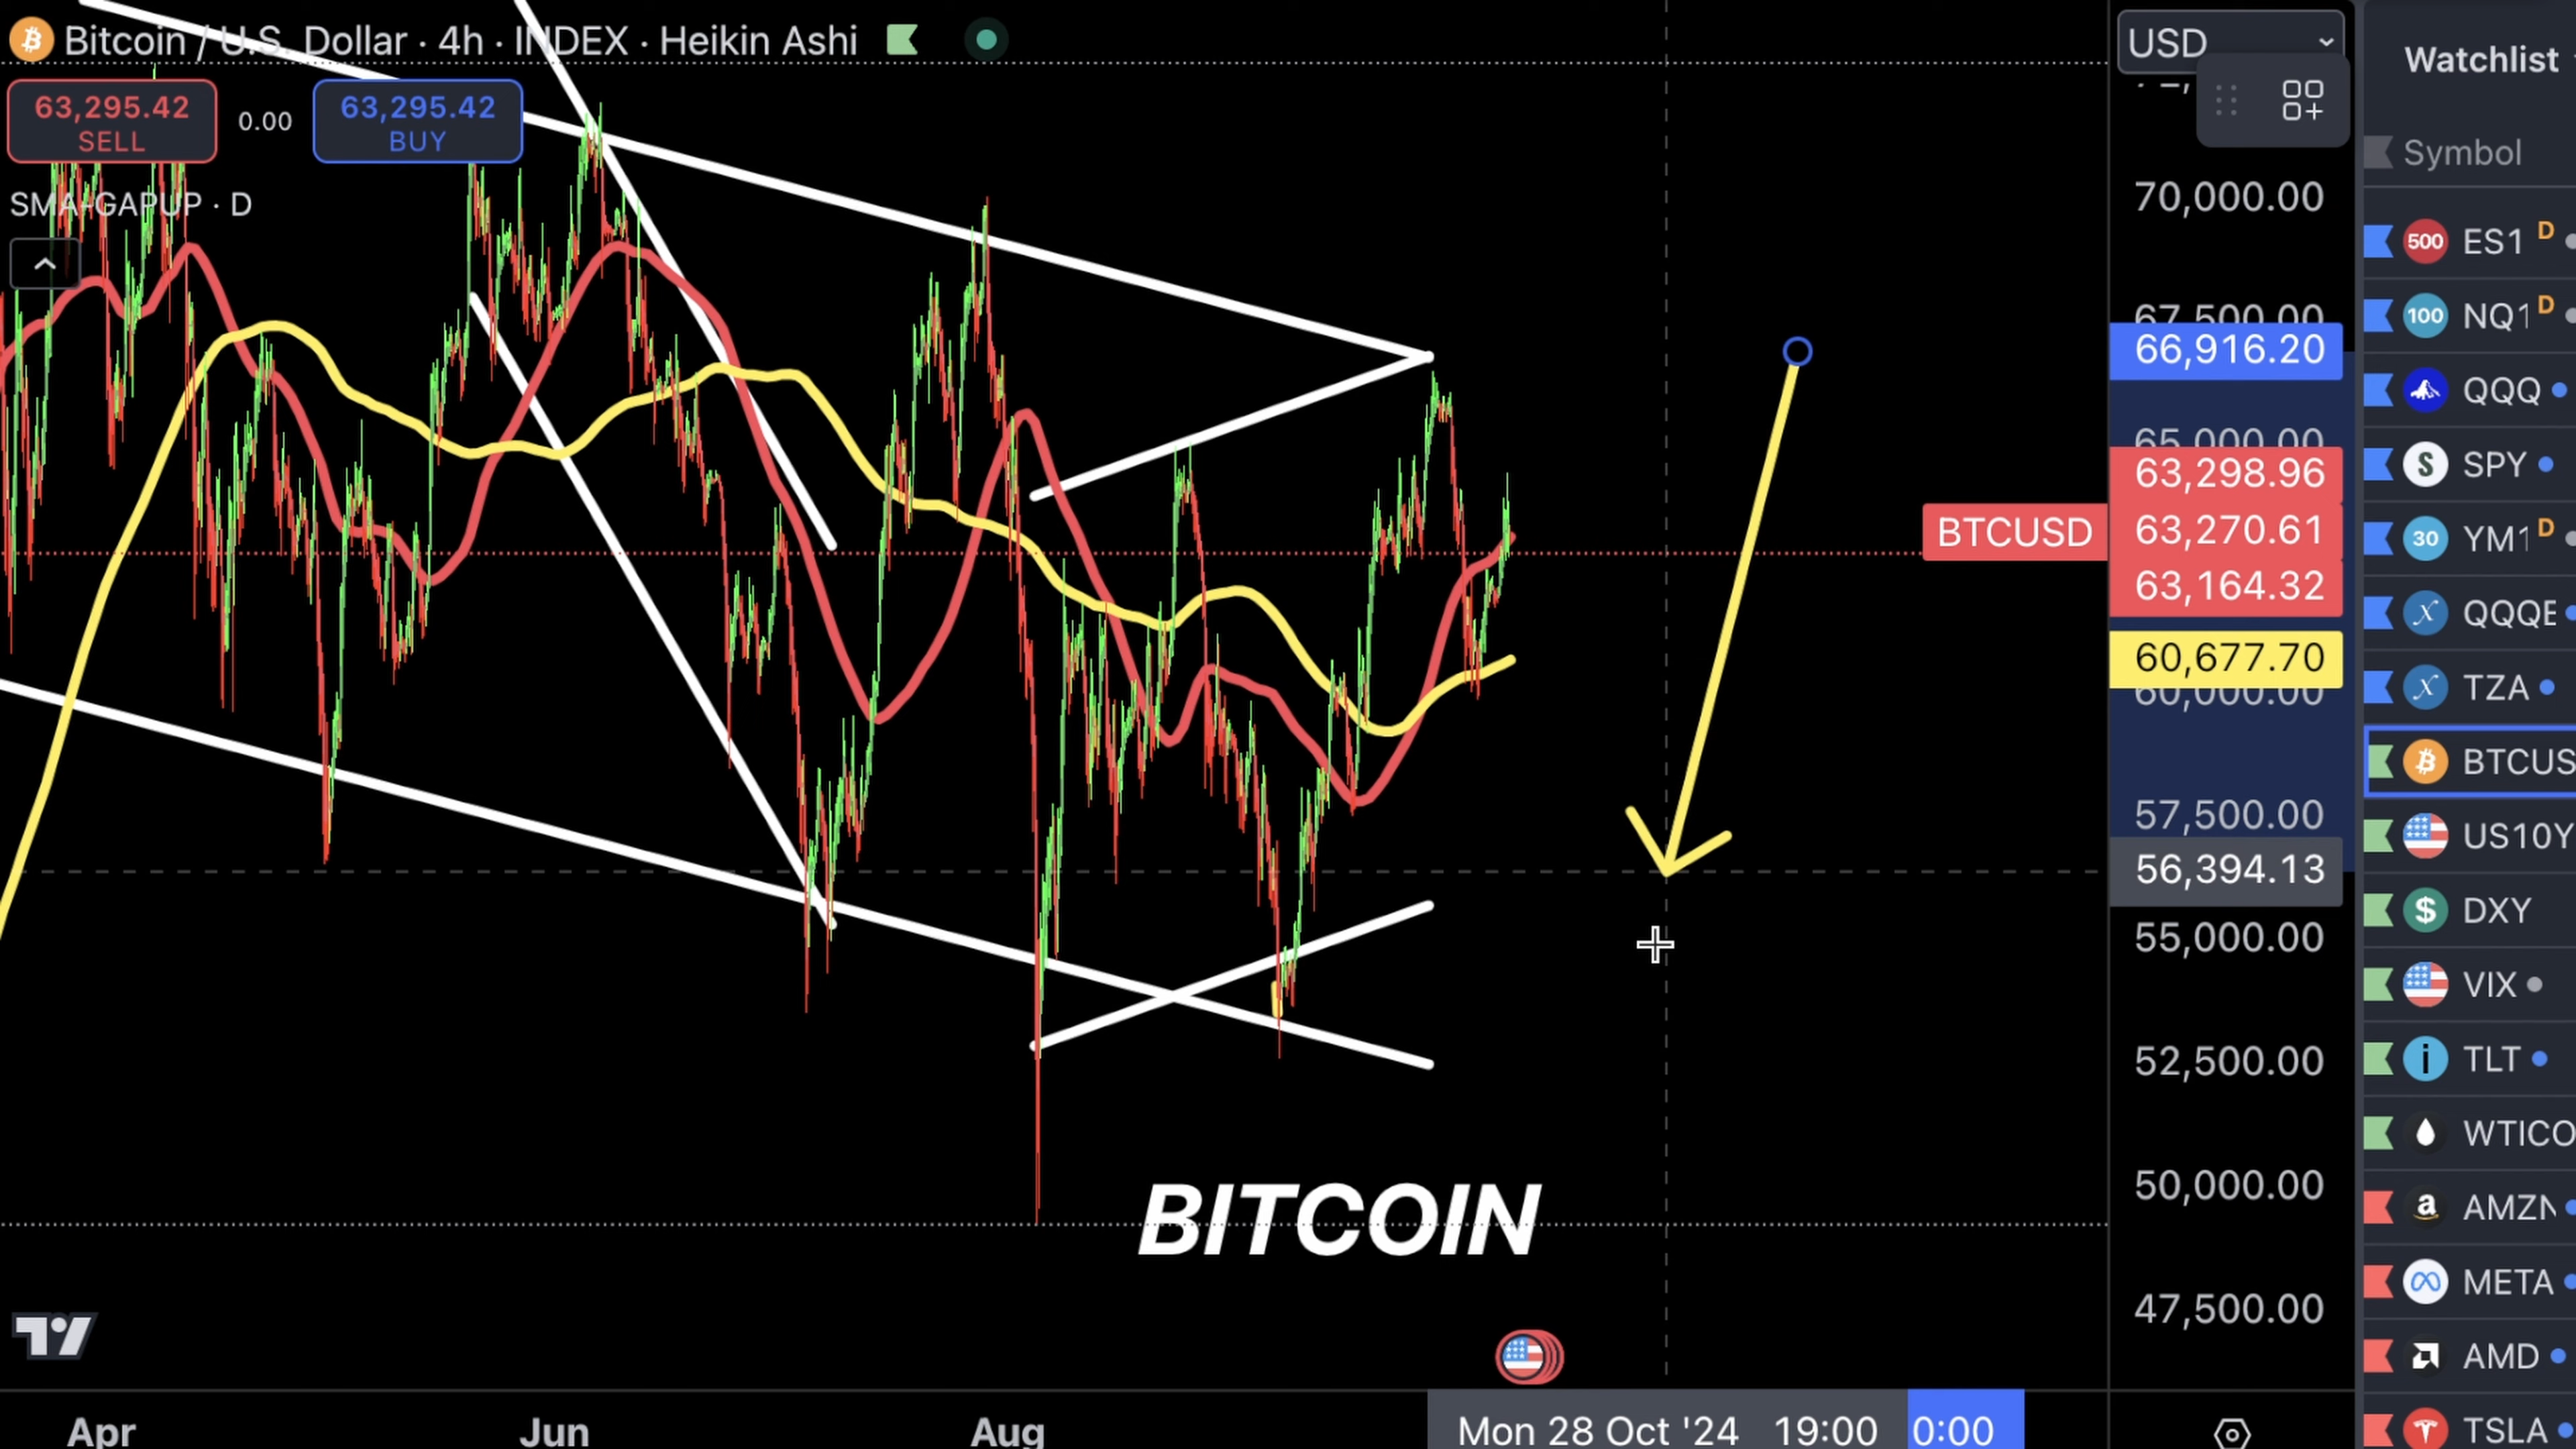 Bitcoin / U.S. Dollar · 4h · INDEX · Heikin Ashi
63,295.42
SELL
0.00
63,295.42
BUY
SMA-GAPUP · D
BITCOIN
BTCUSD
USD
70,000.00
67,500.00
66,916.20
65,000.00
63,298.96
63,270.61
63,164.32
60,677.70
60,000.00
57,500.00
56,394.13
55,000.00
52,500.00
50,000.00
47,500.00
Apr
Jun
Aug
Mon 28 Oct '24 19:00
0:00
Watchlist
Symbol
500 ES1 D
100 NQ1 D
QQQ
S SPY
30 YM1 D
X QQQE
X TZA
BTCUS
US10Y
$ DXY
VIX
i TLT
WTICO
a AMZN
META
AMD
TSLA